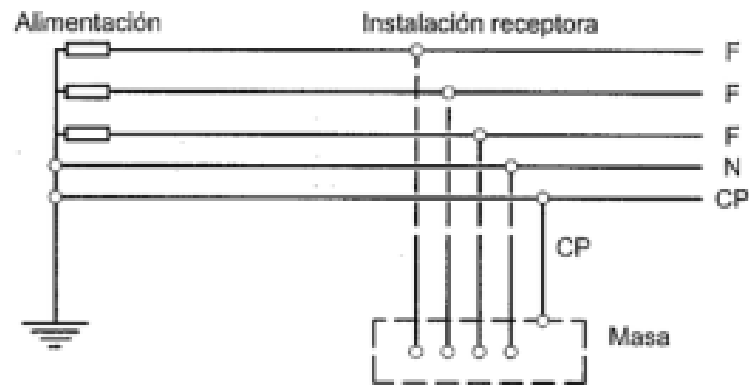 Alimentación
Instalación receptora
F
F
F
N
CP
CP
Masa